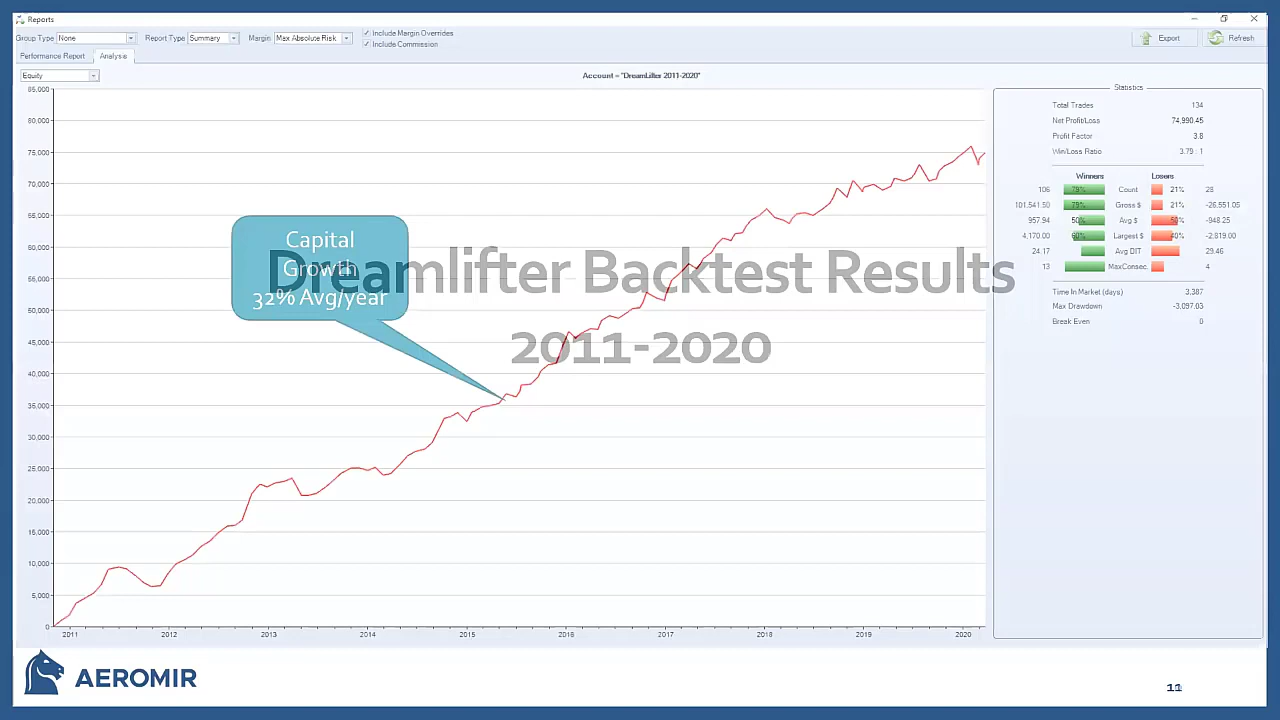 Reports
Group Type None Report Type Summary Margin Max Absolute Risk Include Margin Overrides
Include Commission
Export Refresh
Performance Report Analysis
Equity
Account = "DreamLifter 2011-2020"
85,000
80,000
75,000
70,000
65,000
60,000
55,000
50,000
45,000
40,000
35,000
30,000
25,000
20,000
15,000
10,000
5,000
0
2011 2012 2013 2014 2015 2016 2017 2018 2019 2020
Capital
Growth
32% Avg/year
Dreamlifter Backtest Results
2011-2020
Statistics
Total Trades 134
Net Profit/Loss 74,990.45
Profit Factor 3.8
Win/Loss Ratio 3.79 : 1
Winners Losers
106 79% Count 21% 28
101,541.50 79% Gross $ 21% -26,551.05
957.94 50% Avg $ 50% -948.25
4,170.00 60% Largest $ 40% -2,819.00
24.17 Avg DIT 29.46
13 MaxConsec. 4
Time In Market (days) 3,387
Max Drawdown -3,097.03
Break Even 0
AEROMIR
11